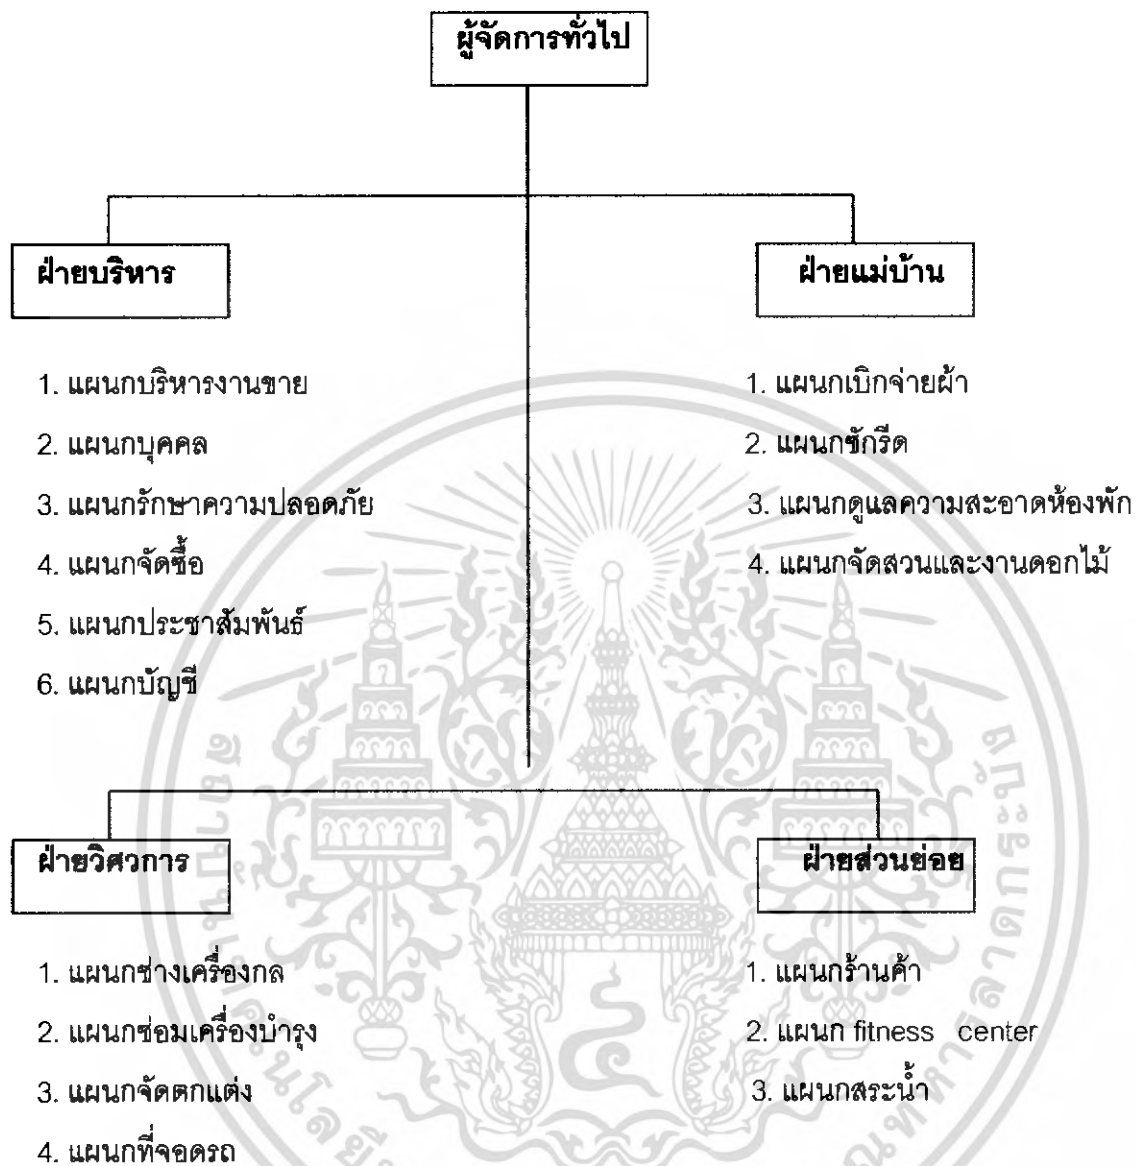 ผู้จัดการทั่วไป
ฝ่ายบริหาร
1. แผนกบริหารงานขาย
2. แผนกบุคคล
3. แผนกรักษาความปลอดภัย
4. แผนกจัดซื้อ
5. แผนกประชาสัมพันธ์
6. แผนกบัญชี
ฝ่ายแม่บ้าน
1. แผนกเบิกจ่ายผ้า
2. แผนกซักรีด
3. แผนกดูแลความสะอาดห้องพัก
4. แผนกจัดสวนและงานดอกไม้
ฝ่ายวิศวการ
1. แผนกช่างเครื่องกล
2. แผนกซ่อมเครื่องบำรุง
3. แผนกจัดตกแต่ง
4. แผนกที่จอดรถ
ฝ่ายส่วนย่อย
1. แผนกร้านค้า
2. แผนก fitness center
3. แผนกสระน้ำ